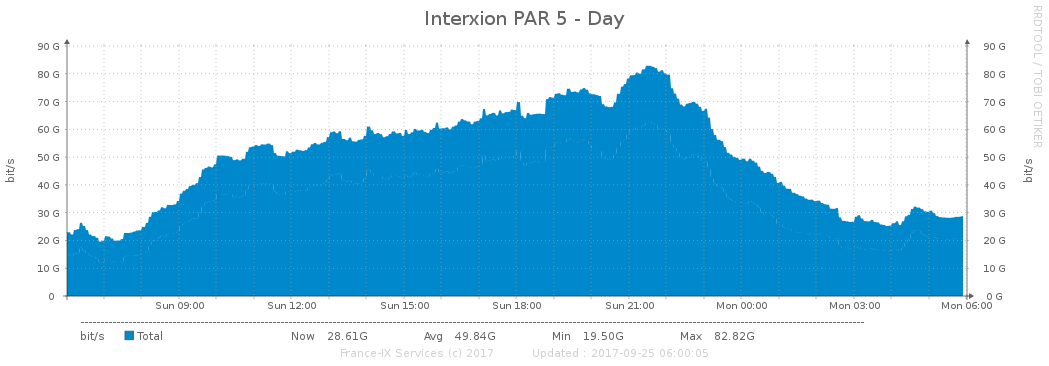 Interxion PAR 5 - Day
RRDTOOL / TOBI OETIKER
bit/s
90 G
80 G
70 G
60 G
50 G
40 G
30 G
20 G
10 G
0
90 G
80 G
70 G
60 G
50 G
40 G
30 G
20 G
10 G
0 G
bit/s
Sun 09:00 Sun 12:00 Sun 15:00 Sun 18:00 Sun 21:00 Mon 00:00 Mon 03:00 Mon 06:00
bit/s Total Now 28.61G Avg 49.84G Min 19.50G Max 82.82G
France-IX Services (c) 2017 Updated : 2017-09-25 06:00:05